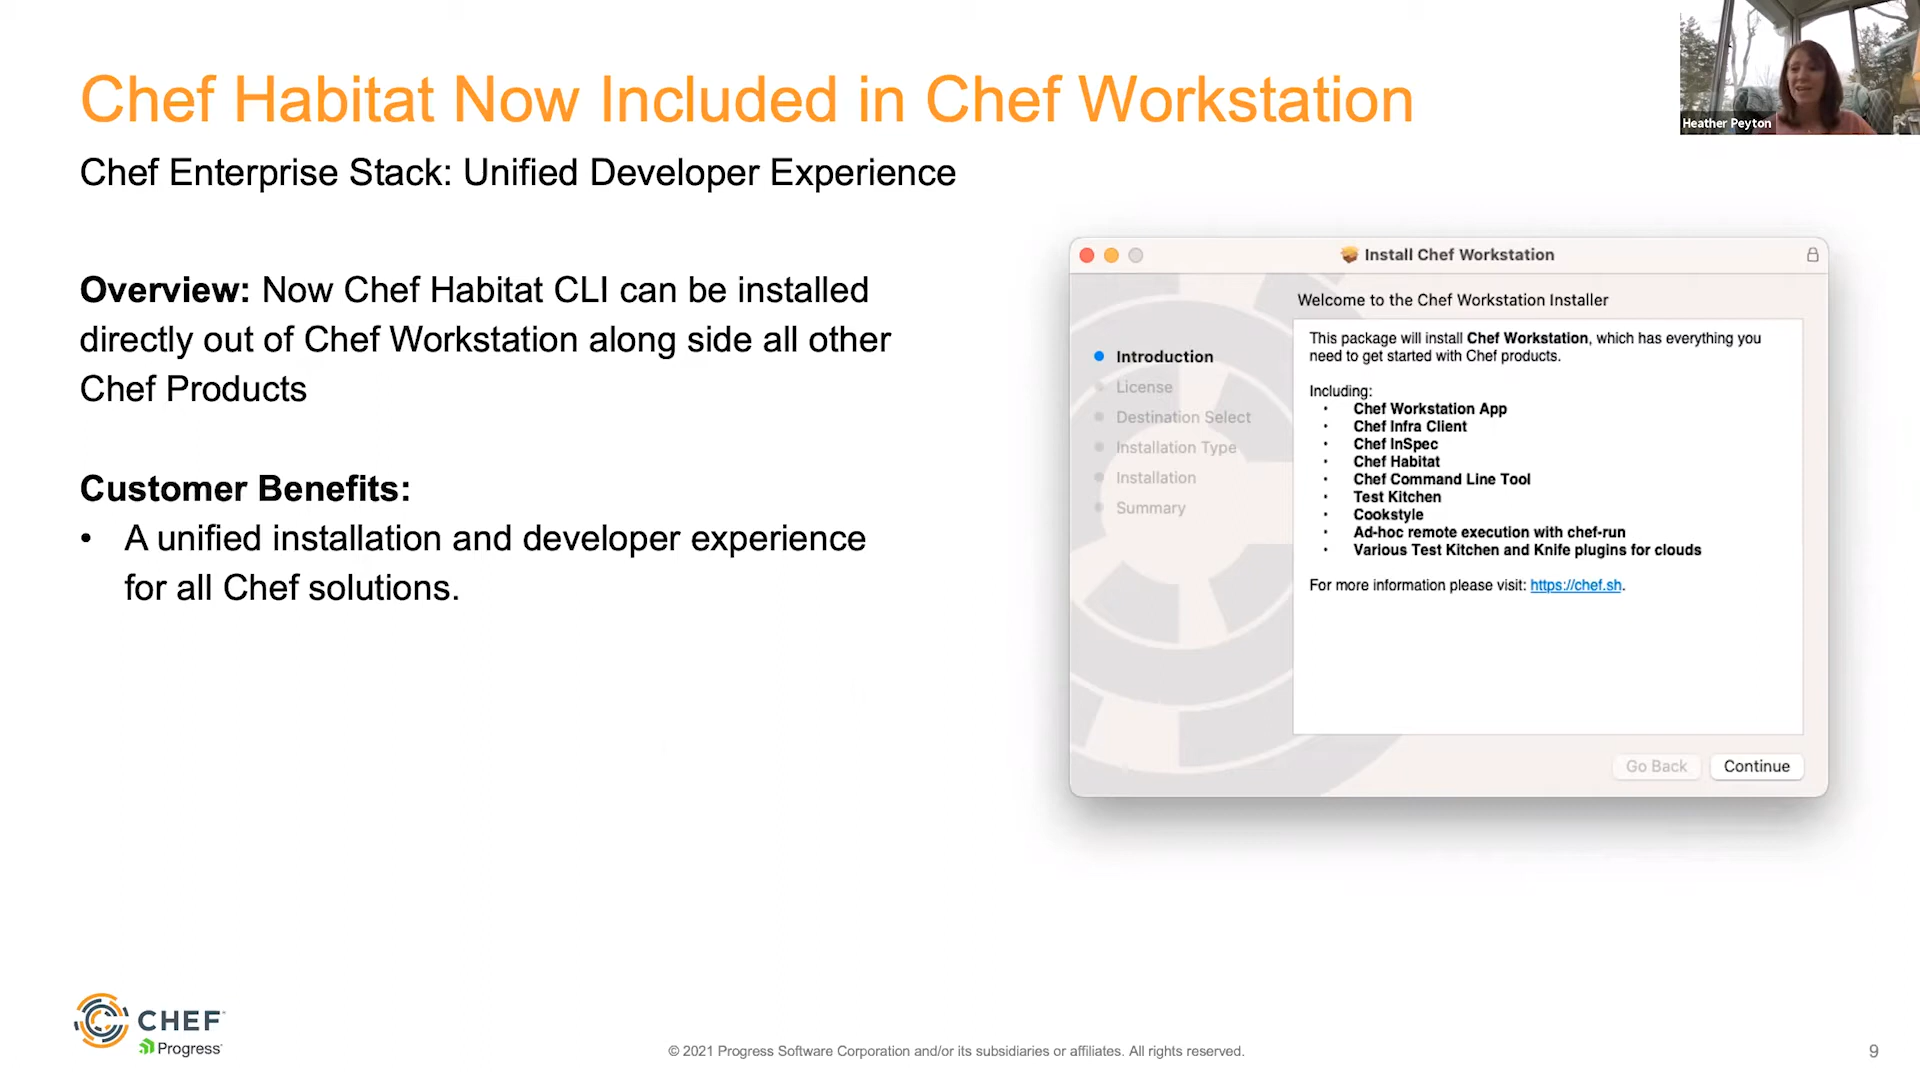 Chef Habitat Now Included in Chef Workstation
Heather Peyton
Chef Enterprise Stack: Unified Developer Experience
Overview: Now Chef Habitat CLI can be installed
directly out of Chef Workstation along side all other
Chef Products
Customer Benefits:
• A unified installation and developer experience
for all Chef solutions.
Install Chef Workstation
Welcome to the Chef Workstation Installer
Introduction
License
Destination Select
Installation Type
Installation
Summary
This package will install Chef Workstation, which has everything you
need to get started with Chef products.
Including:
• Chef Workstation App
• Chef Infra Client
• Chef InSpec
• Chef Habitat
• Chef Command Line Tool
• Test Kitchen
• Cookstyle
• Ad-hoc remote execution with chef-run
• Various Test Kitchen and Knife plugins for clouds
For more information please visit: https://chef.sh.
Go Back
Continue
CHEF
Progress
© 2021 Progress Software Corporation and/or its subsidiaries or affiliates. All rights reserved.
9